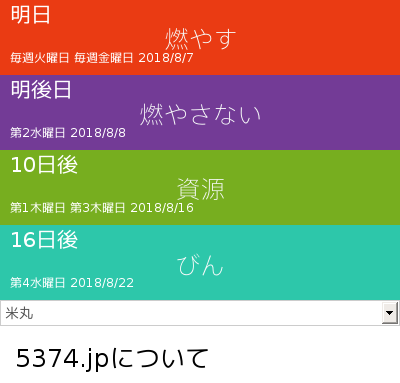 明日
燃やす
毎週火曜日 毎週金曜日 2018/8/7
明後日
燃やさない
第2水曜日 2018/8/8
10日後
資源
第1木曜日 第3木曜日 2018/8/16
16日後
びん
第4水曜日 2018/8/22
米丸
5374.jpについて